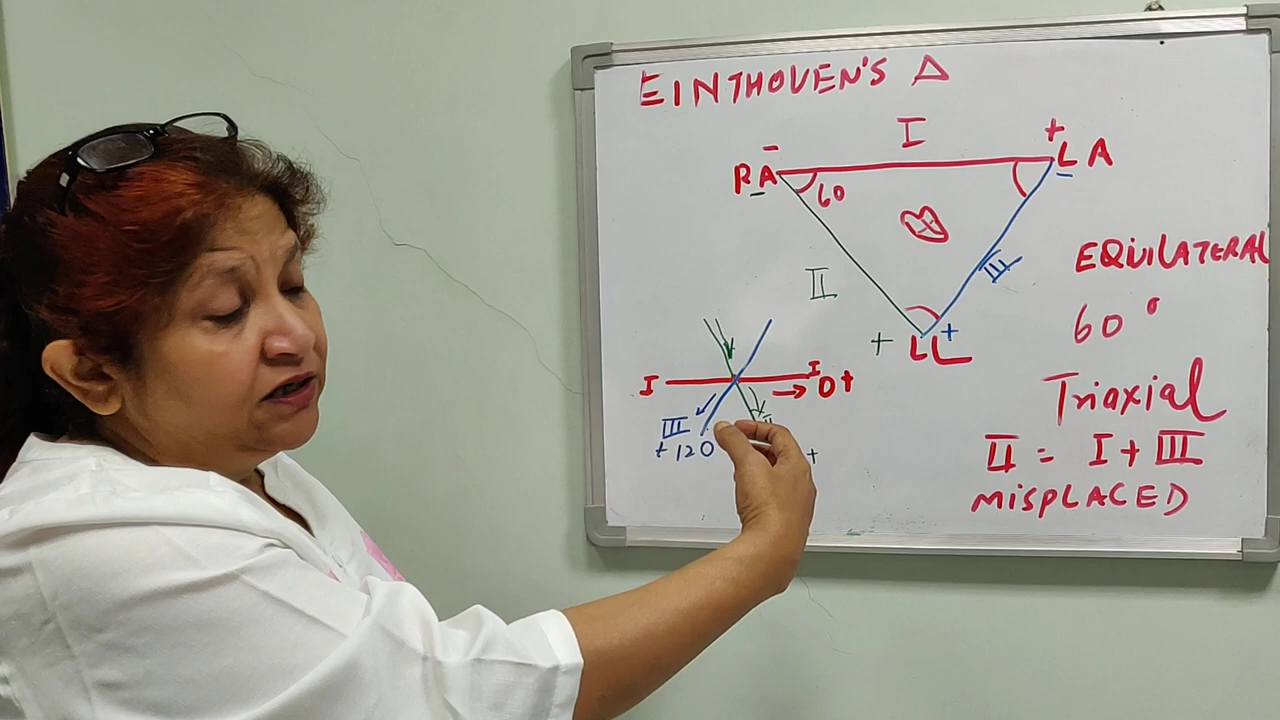 EINTHOVEN'S Δ
I
- +
RA LA
60
II III
EQUILATERAL
60°
+ LL +
I I
→ 0+
Triaxial
III
+120
+
II = I + III
MISPLACED